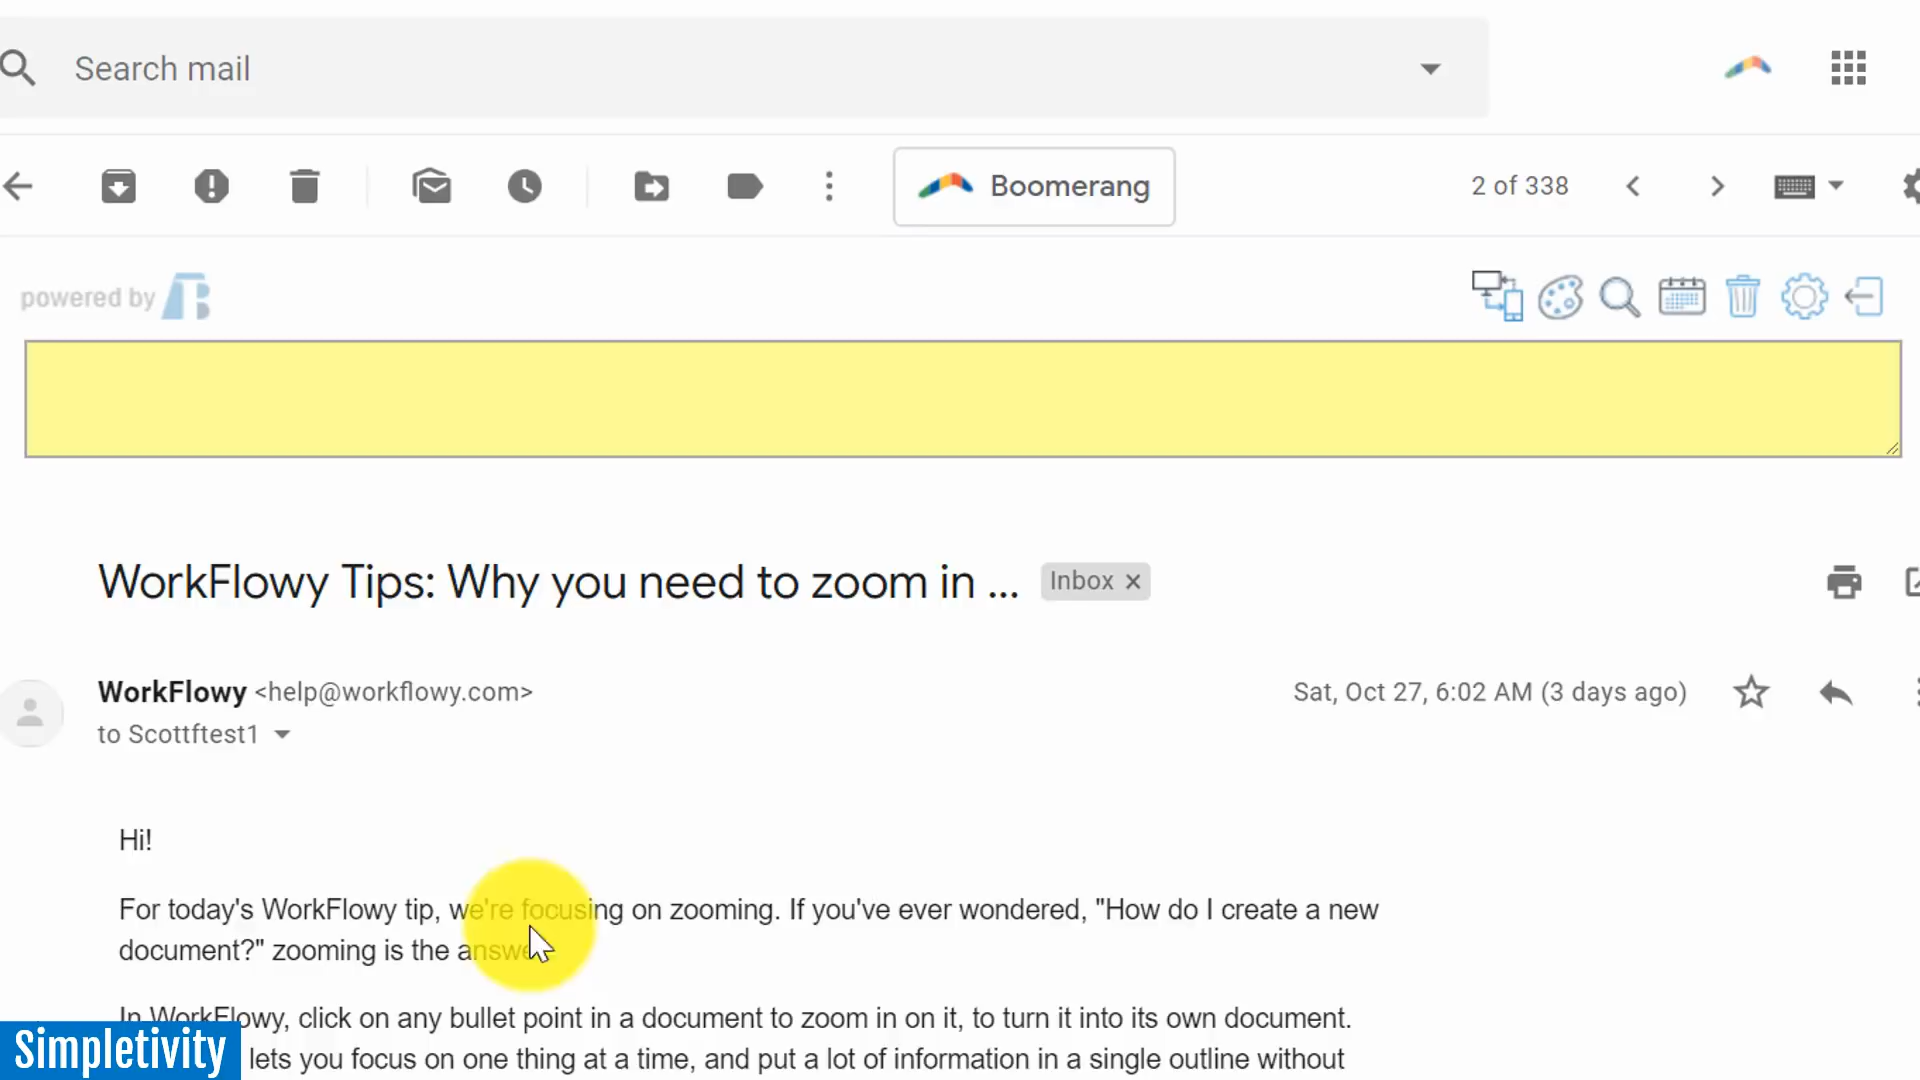 Search mail
Boomerang
2 of 338
powered by
WorkFlowy Tips: Why you need to zoom in ...
Inbox
WorkFlowy <help@workflowy.com>
Sat, Oct 27, 6:02 AM (3 days ago)
to Scottftest1
Hi!
For today's WorkFlowy tip, we're focusing on zooming. If you've ever wondered, "How do I create a new
document?" zooming is the answer
In WorkFlowy, click on any bullet point in a document to zoom in on it, to turn it into its own document.
lets you focus on one thing at a time, and put a lot of information in a single outline without
Simpletivity